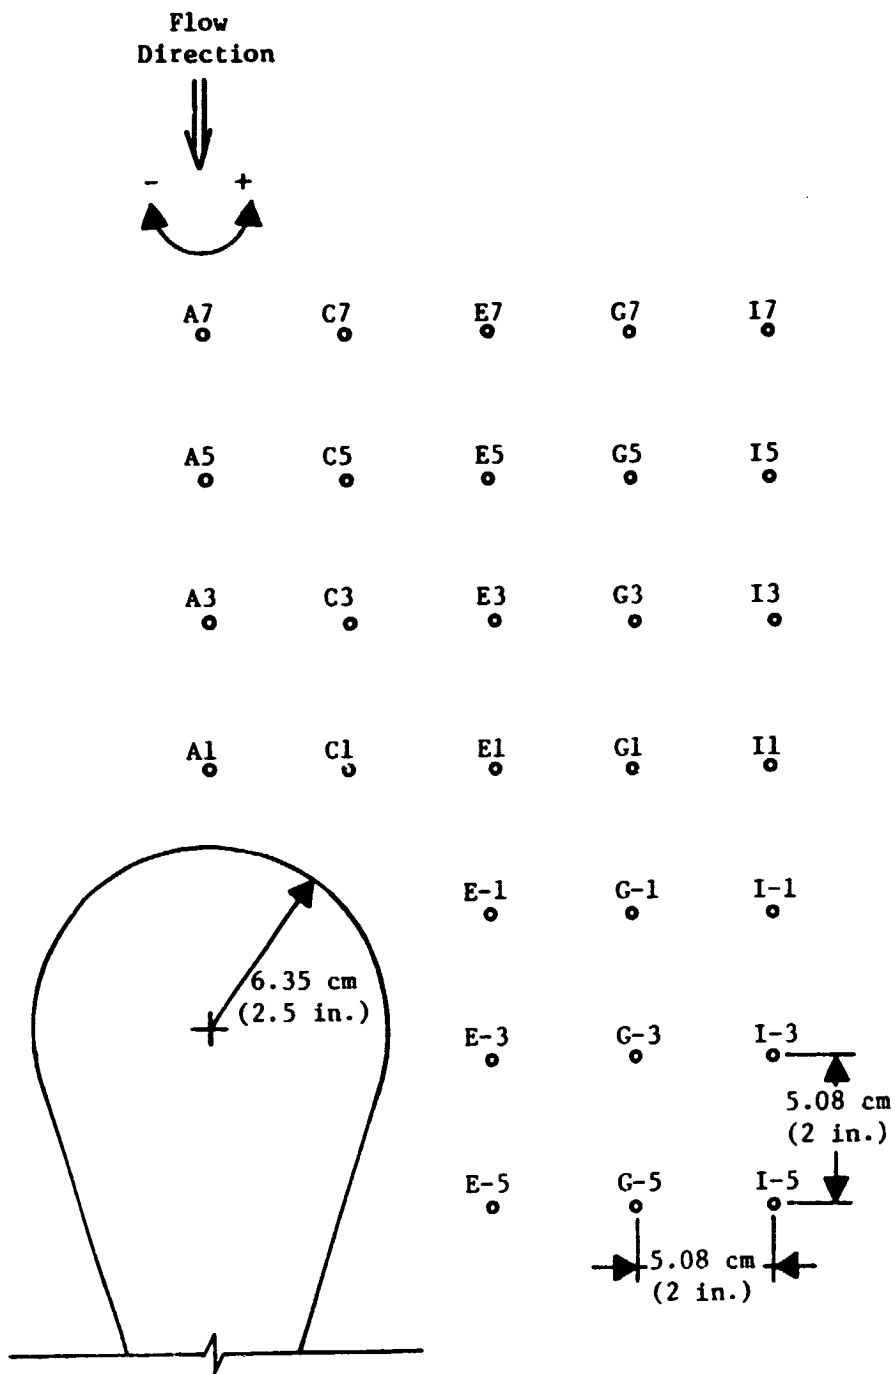 Flow
Direction
- +
A7 C7 E7 G7 I7
A5 C5 E5 G5 I5
A3 C3 E3 G3 I3
A1 C1 E1 G1 I1
E-1 G-1 I-1
6.35 cm
(2.5 in.)
E-3 G-3 I-3
5.08 cm
(2 in.)
E-5 G-5 I-5
5.08 cm
(2 in.)